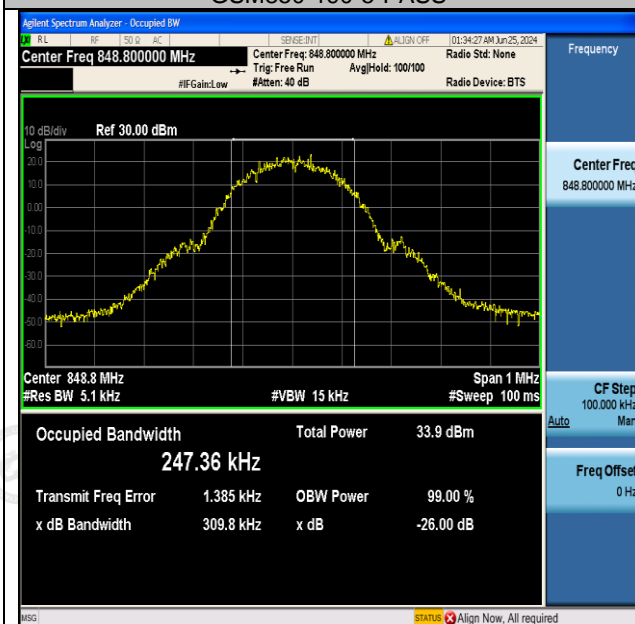 Agilent Spectrum Analyzer - Occupied BW
RL RF 50 Ω AC SENSE:INT ALIGN OFF 01:34:27 AM Jun 25, 2024
Center Freq 848.800000 MHz Center Freq: 848.800000 MHz Radio Std: None Frequency
Trig: Free Run Avg|Hold: 100/100
#IFGain:Low #Atten: 40 dB Radio Device: BTS
10 dB/div Ref 30.00 dBm
Log
20.0
10.0
0.00
-10.0
-20.0
-30.0
-40.0
-50.0
-60.0
Center Freq
848.800000 MHz
Center 848.8 MHz Span 1 MHz
#Res BW 5.1 kHz #VBW 15 kHz #Sweep 100 ms
CF Step
100.000 kHz
Auto Man
Occupied Bandwidth Total Power 33.9 dBm
247.36 kHz
Transmit Freq Error 1.385 kHz OBW Power 99.00 %
x dB Bandwidth 309.8 kHz x dB -26.00 dB
Freq Offset
0 Hz
MSG STATUS Align Now, All required